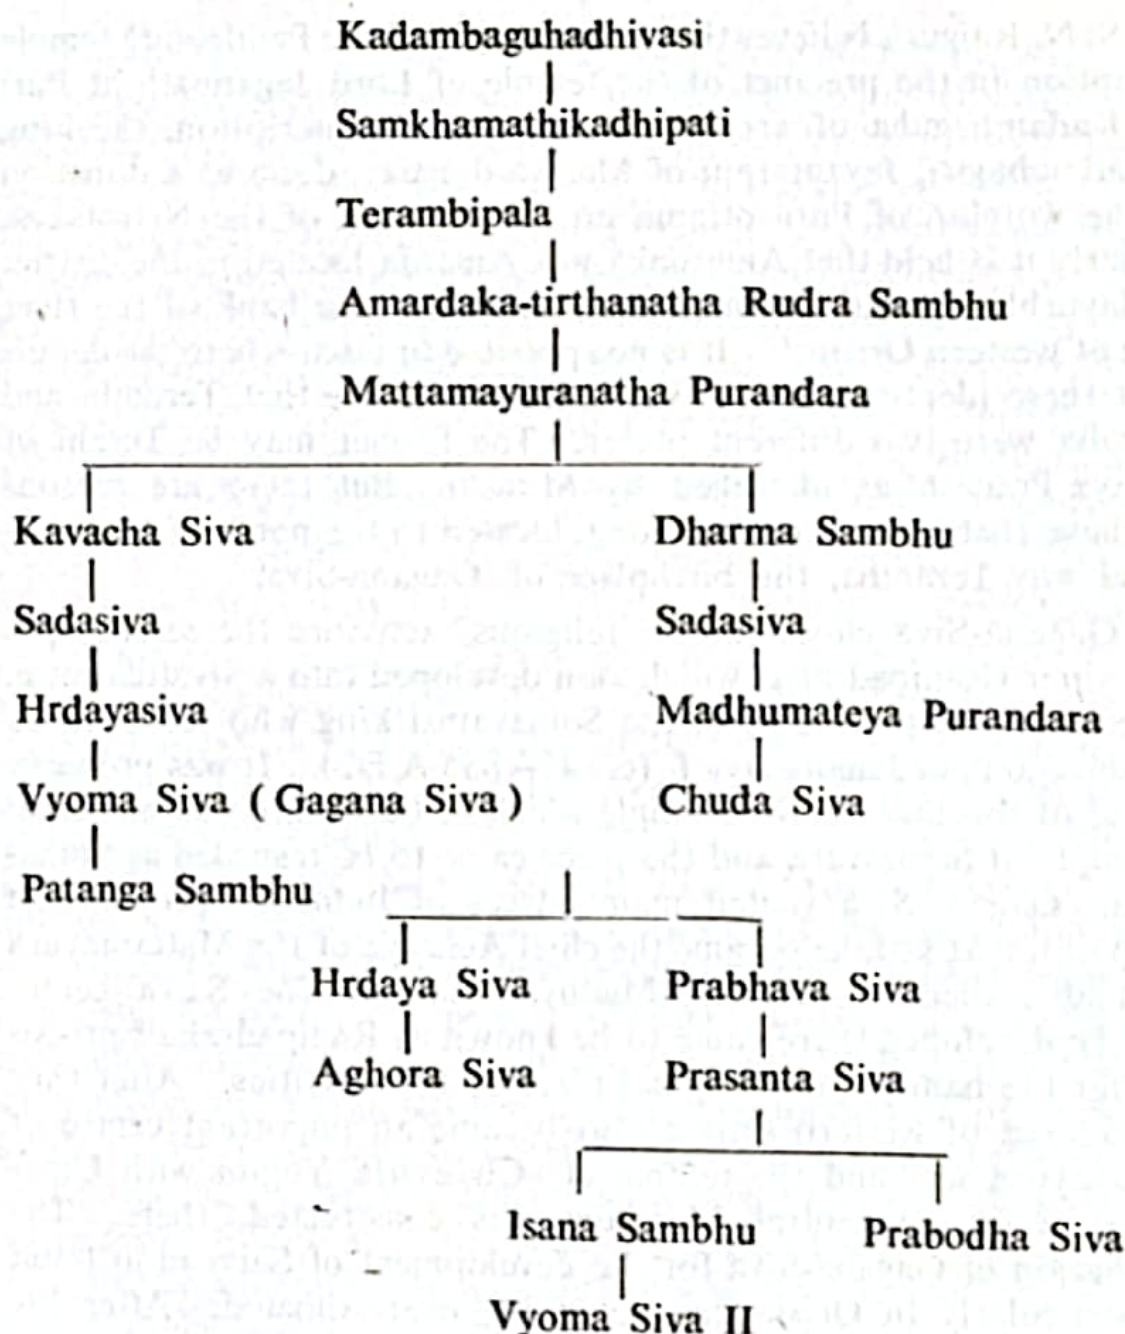 Kadambaguhadhivasi
Samkhamathikadhipati
Terambipala
Amardaka-tirthanatha Rudra Sambhu
Mattamayuranatha Purandara
Kavacha Siva Dharma Sambhu
Sadasiva Sadasiva
Hrdayasiva Madhumateya Purandara
Vyoma Siva ( Gagana Siva ) Chuda Siva
Patanga Sambhu
Hrdaya Siva Prabhava Siva
Aghora Siva Prasanta Siva
Isana Sambhu Prabodha Siva
Vyoma Siva II